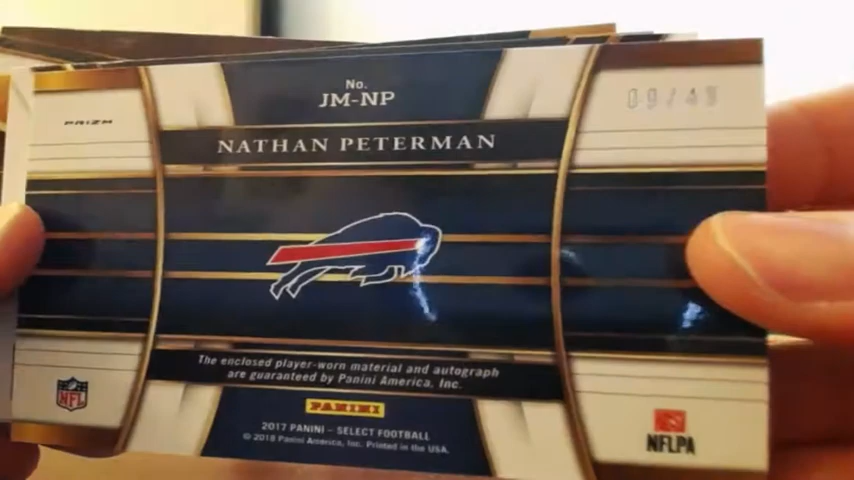 No.
JM-NP
PRIZM
09/49
NATHAN PETERMAN
The enclosed player-worn material and autograph
are guaranteed by Panini America, Inc.
NFL
PANINI
2017 PANINI – SELECT FOOTBALL
© 2018 Panini America, Inc. Printed in the USA.
NFLPA